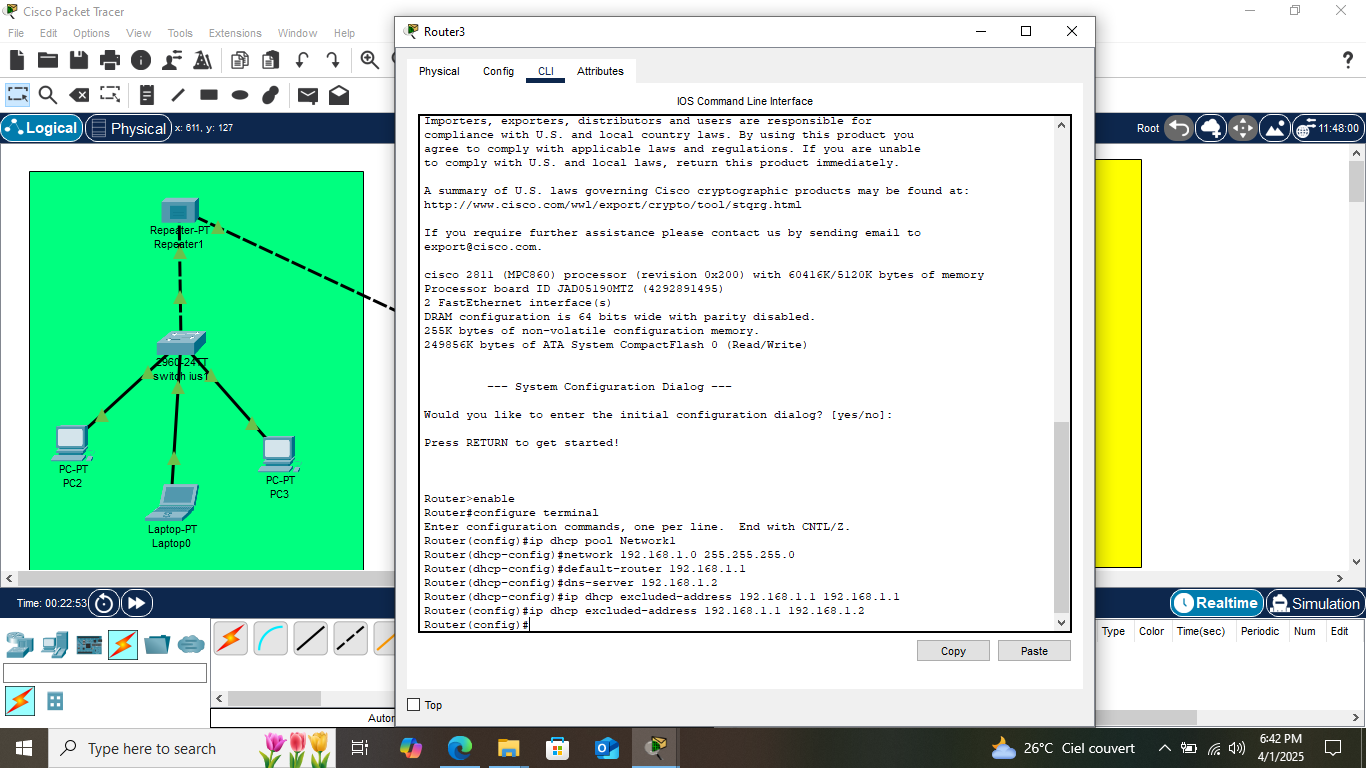 Cisco Packet Tracer
File Edit Options View Tools Extensions Window Help
Logical
Physical
x: 611, y: 127
Root
11:48:00
Repeater-PT
Repeater1
2960-24TT
switch ius1
PC-PT
PC2
PC-PT
PC3
Laptop-PT
Laptop0
Router3
Physical Config CLI Attributes
IOS Command Line Interface
Importers, exporters, distributors and users are responsible for
compliance with U.S. and local country laws. By using this product you
agree to comply with applicable laws and regulations. If you are unable
to comply with U.S. and local laws, return this product immediately.
A summary of U.S. laws governing Cisco cryptographic products may be found at:
http://www.cisco.com/wwl/export/crypto/tool/stqrg.html
If you require further assistance please contact us by sending email to
export@cisco.com.
cisco 2811 (MPC860) processor (revision 0x200) with 60416K/5120K bytes of memory
Processor board ID JAD05190MTZ (4292891495)
2 FastEthernet interface(s)
DRAM configuration is 64 bits wide with parity disabled.
255K bytes of non-volatile configuration memory.
249856K bytes of ATA System CompactFlash 0 (Read/Write)
--- System Configuration Dialog ---
Would you like to enter the initial configuration dialog? [yes/no]:
Press RETURN to get started!
Router>enable
Router#configure terminal
Enter configuration commands, one per line.  End with CNTL/Z.
Router(config)#ip dhcp pool Network1
Router(dhcp-config)#network 192.168.1.0 255.255.255.0
Router(dhcp-config)#default-router 192.168.1.1
Router(dhcp-config)#dns-server 192.168.1.2
Router(dhcp-config)#ip dhcp excluded-address 192.168.1.1 192.168.1.1
Router(config)#ip dhcp excluded-address 192.168.1.1 192.168.1.2
Router(config)#
Copy
Paste
Top
Time: 00:22:53
Realtime
Simulation
Type Color Time(sec) Periodic Num Edit
Autor
Type here to search
26°C Ciel couvert
6:42 PM
4/1/2025